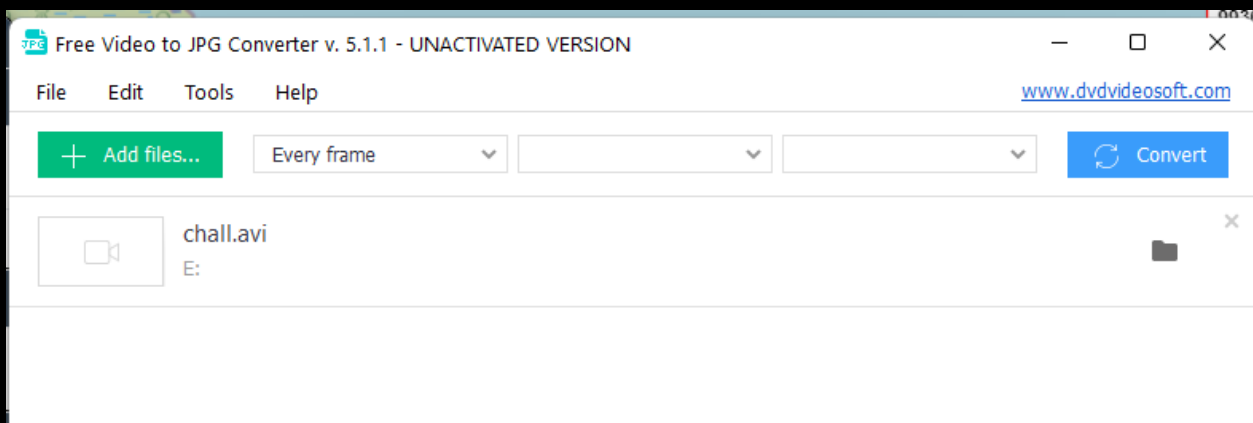 JPG Free Video to JPG Converter v. 5.1.1 - UNACTIVATED VERSION
File Edit Tools Help www.dvdvideosoft.com
Add files... Every frame Convert
chall.avi
E: